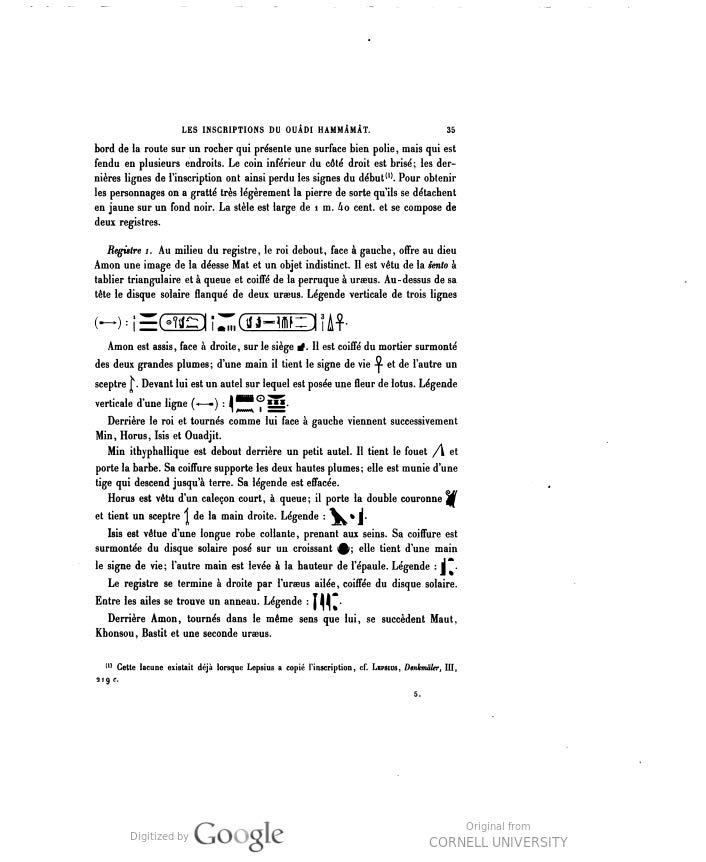 LES INSCRIPTIONS DU OUÂDI HAMMÂMÂT. 35
bord de la route sur un rocher qui présente une surface bien polie, mais qui est
fendu en plusieurs endroits. Le coin inférieur du côté droit est brisé; les der-
nières lignes de l'inscription ont ainsi perdu les signes du début⁽¹⁾. Pour obtenir
les personnages on a gratté très légèrement la pierre de sorte qu'ils se détachent
en jaune sur un fond noir. La stèle est large de 1 m. 40 cent. et se compose de
deux registres.
Registre 1. Au milieu du registre, le roi debout, face à gauche, offre au dieu
Amon une image de la déesse Mat et un objet indistinct. Il est vêtu de la šento à
tablier triangulaire et à queue et coiffé de la perruque à uræus. Au-dessus de sa
tête le disque solaire flanqué de deux uræus. Légende verticale de trois lignes
Amon est assis, face à droite, sur le siège . Il est coiffé du mortier surmonté
des deux grandes plumes; d'une main il tient le signe de vie et de l'autre un
sceptre . Devant lui est un autel sur lequel est posée une fleur de lotus. Légende
verticale d'une ligne (←) :
Derrière le roi et tournés comme lui face à gauche viennent successivement
Min, Horus, Isis et Ouadjit.
Min ithyphallique est debout derrière un petit autel. Il tient le fouet et
porte la barbe. Sa coiffure supporte les deux hautes plumes; elle est munie d'une
tige qui descend jusqu'à terre. Sa légende est effacée.
Horus est vêtu d'un caleçon court, à queue; il porte la double couronne
et tient un sceptre de la main droite. Légende : .
Isis est vêtue d'une longue robe collante, prenant aux seins. Sa coiffure est
surmontée du disque solaire posé sur un croissant ; elle tient d'une main
le signe de vie; l'autre main est levée à la hauteur de l'épaule. Légende : .
Le registre se termine à droite par l'uræus ailée, coiffée du disque solaire.
Entre les ailes se trouve un anneau. Légende : .
Derrière Amon, tournés dans le même sens que lui, se succèdent Maut,
Khonsou, Bastit et une seconde uræus.
⁽¹⁾ Cette lacune existait déjà lorsque Lepsius a copié l'inscription, cf. LEPSIUS, Denkmäler, III,
219 c.
5.
Digitized by Google
Original from
CORNELL UNIVERSITY